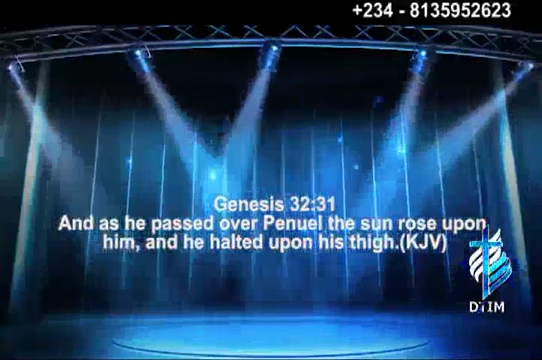 +234 - 8135952623
Genesis 32:31
And as he passed over Penuel the sun rose upon
him, and he halted upon his thigh.(KJV)
DTIM